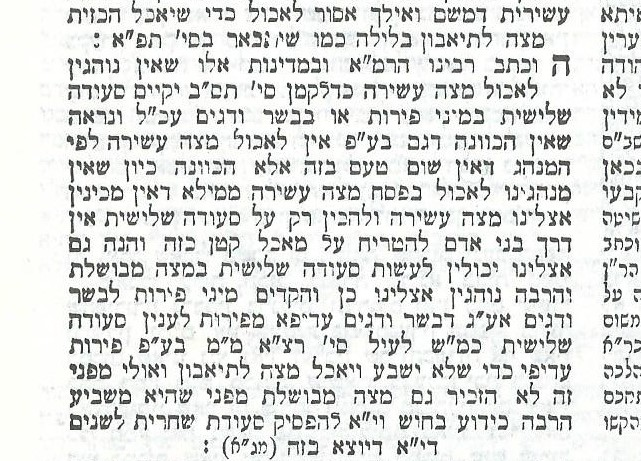 עשירית דמשם ואילך אסור לאכול כדי שיאכל הכזית
מצה לתיאבון בלילה כמו שיתבאר בסי' תפ"א :
ה וכתב רבינו הרמ"א ובמדינות אלו שאין נוהגין
לאכול מצה עשירה כדלקמן סי' תס"ב יקיים סעודה
שלישית במיני פירות או בבשר ודגים עכ"ל ונראה
שאין הכוונה דגם בע"פ אין לאכול מצה עשירה לפי
המנהג דאין שום טעם בזה אלא הכוונה כיון שאין
מנהגינו לאכול בפסח מצה עשירה ממילא דאין מכינין
אצלינו מצה עשירה ולהכין רק על סעודה שלישית אין
דרך בני אדם להטריח על מאכל קטן כזה והנה גם
אצלינו יכולין לעשות סעודה שלישית במצה מבושלת
והרבה נוהגין אצלינו כן והקדים מיני פירות לבשר
ודגים אע"ג דבשר ודגים עדיפא מפירות לענין סעודה
שלישית כמ"ש לעיל סי' רצ"א מ"מ בע"פ פירות
עדיפי כדי שלא ישבע ויאכל מצה לתיאבון ואולי מפני
זה לא הזכיר גם מצה מבושלת מפני שהיא משביע
הרבה כידוע בחוש וי"א להפסיק סעודת שחרית לשנים
די"א דיוצא בזה (מג"א) :